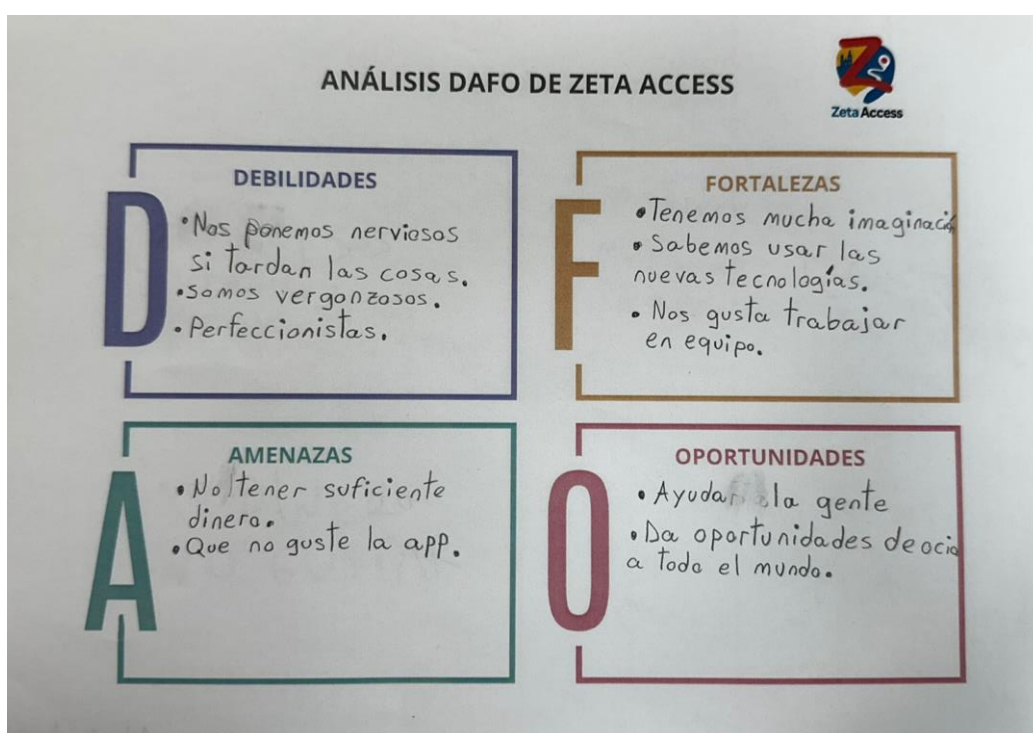 ANÁLISIS DAFO DE ZETA ACCESS
Zeta Access
D
DEBILIDADES
• Nos ponemos nerviosos
si tardan las cosas.
• Somos vergonzosos.
• Perfeccionistas.
F
FORTALEZAS
• Tenemos mucha imaginació
• Sabemos usar las
nuevas tecnologías.
• Nos gusta trabajar
en equipo.
A
AMENAZAS
• No tener suficiente
dinero.
• Que no guste la app.
O
OPORTUNIDADES
• Ayudar a la gente
• Da oportunidades de ocio
a todo el mundo.